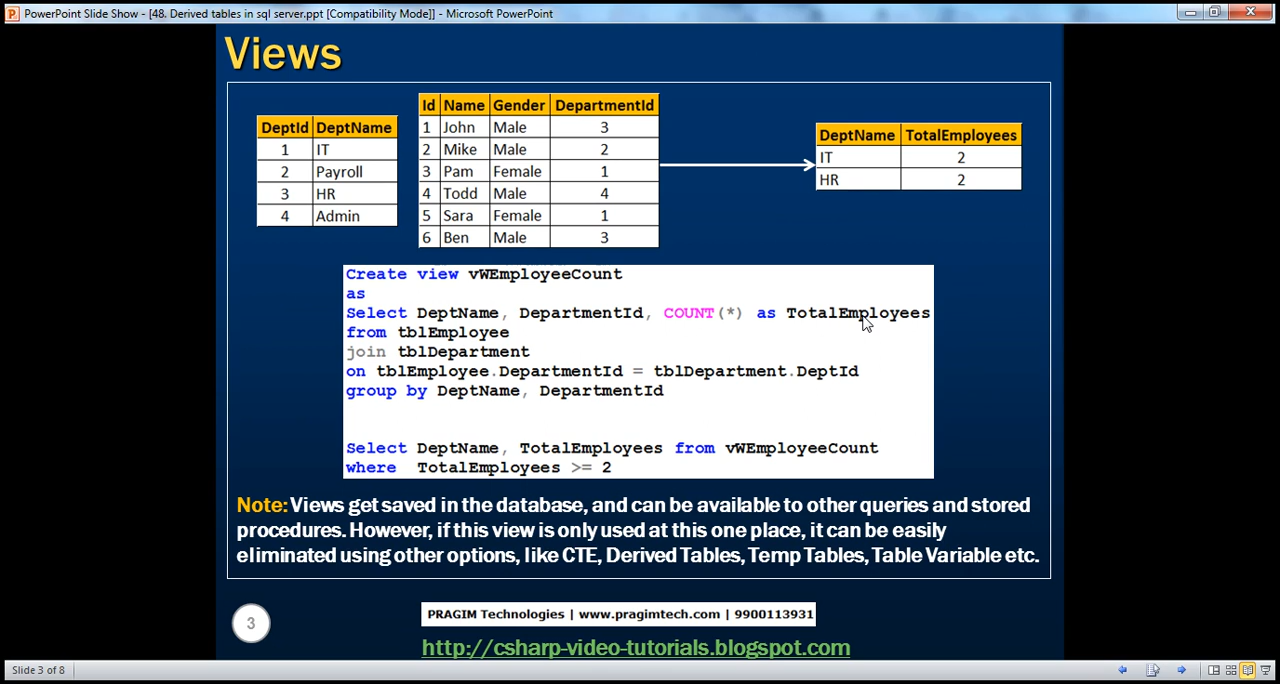 PowerPoint Slide Show - [48. Derived tables in sql server.ppt [Compatibility Mode]] - Microsoft PowerPoint
Views
DeptId DeptName
1 IT
2 Payroll
3 HR
4 Admin
Id Name Gender DepartmentId
1 John Male 3
2 Mike Male 2
3 Pam Female 1
4 Todd Male 4
5 Sara Female 1
6 Ben Male 3
DeptName TotalEmployees
IT 2
HR 2
Create view vWEmployeeCount
as
Select DeptName, DepartmentId, COUNT(*) as TotalEmployees
from tblEmployee
join tblDepartment
on tblEmployee.DepartmentId = tblDepartment.DeptId
group by DeptName, DepartmentId
Select DeptName, TotalEmployees from vWEmployeeCount
where TotalEmployees >= 2
Note: Views get saved in the database, and can be available to other queries and stored
procedures. However, if this view is only used at this one place, it can be easily
eliminated using other options, like CTE, Derived Tables, Temp Tables, Table Variable etc.
3
PRAGIM Technologies | www.pragimtech.com | 9900113931
http://csharp-video-tutorials.blogspot.com
Slide 3 of 8